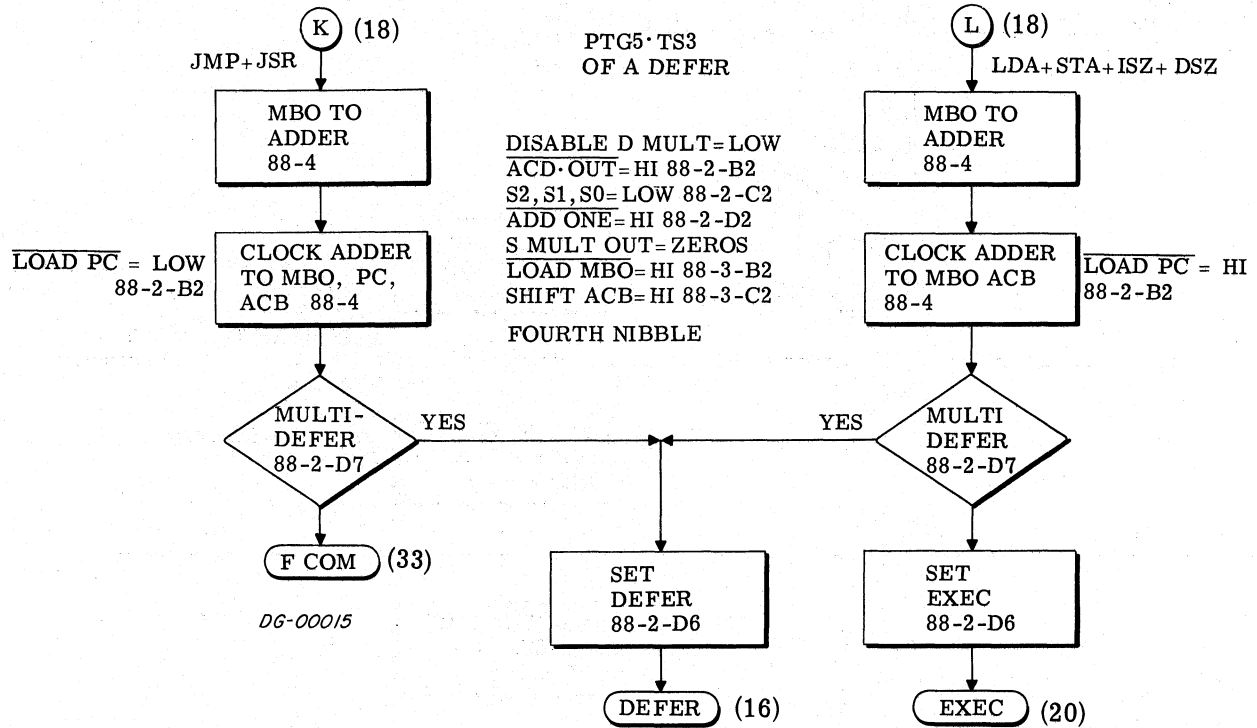 K (18)
JMP+JSR
MBO TO
ADDER
88-4
LOAD PC = LOW
88-2-B2
CLOCK ADDER
TO MBO, PC,
ACB 88-4
MULTI-
DEFER
88-2-D7
YES
F COM (33)
DG-00015
PTG5·TS3
OF A DEFER
DISABLE D MULT=LOW
ACD·OUT=HI 88-2-B2
S2, S1, S0=LOW 88-2-C2
ADD ONE=HI 88-2-D2
S MULT OUT=ZEROS
LOAD MBO=HI 88-3-B2
SHIFT ACB=HI 88-3-C2
FOURTH NIBBLE
SET
DEFER
88-2-D6
DEFER (16)
L (18)
LDA+STA+ISZ+DSZ
MBO TO
ADDER
88-4
CLOCK ADDER
TO MBO ACB
88-4
LOAD PC = HI
88-2-B2
YES
MULTI
DEFER
88-2-D7
SET
EXEC
88-2-D6
EXEC (20)